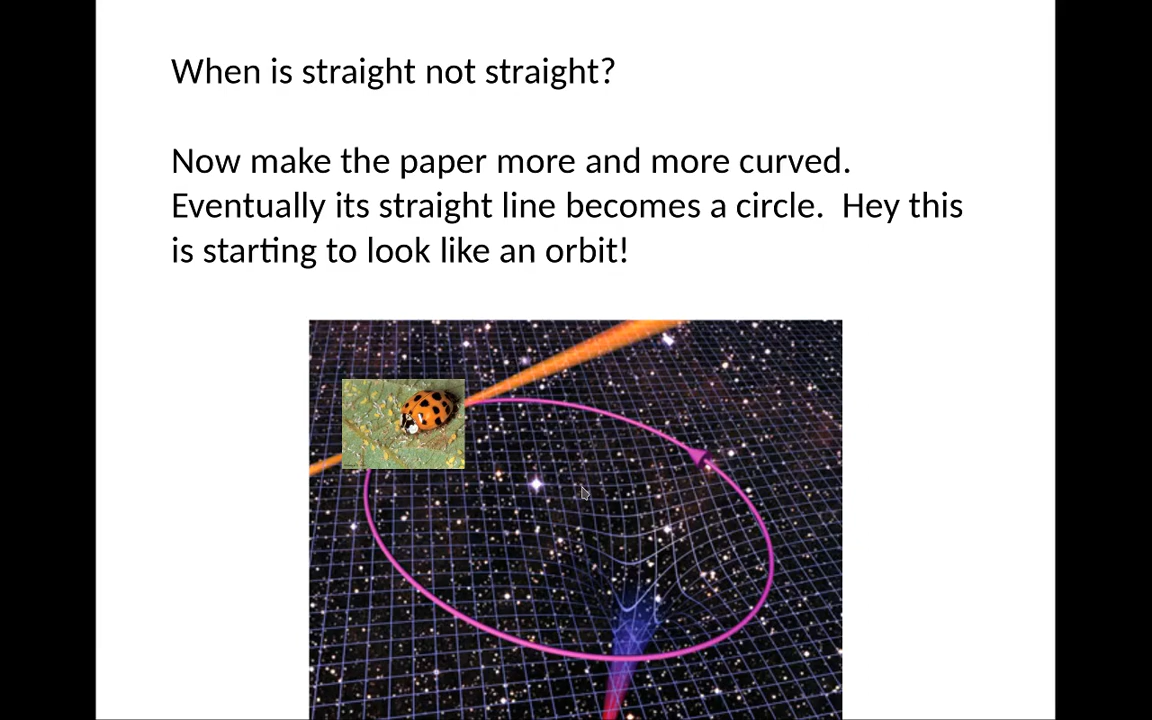 When is straight not straight?
Now make the paper more and more curved.
Eventually its straight line becomes a circle.  Hey this
is starting to look like an orbit!